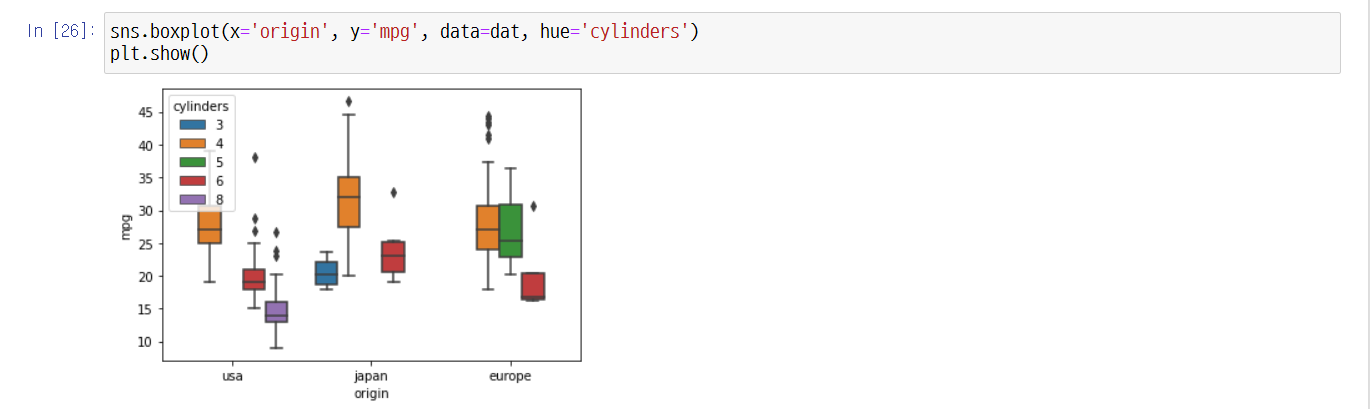 In [26]:
sns.boxplot(x='origin', y='mpg', data=dat, hue='cylinders')
plt.show()
cylinders
3
4
5
6
8
45
40
35
30
25
20
15
10
mpg
usa japan europe
origin